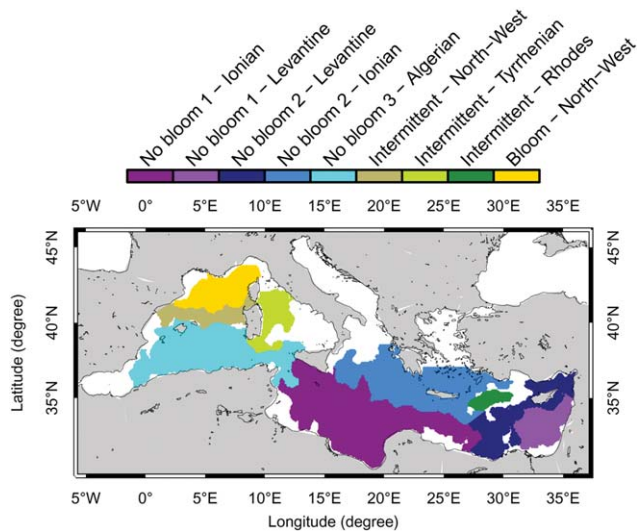 No bloom 1 – Ionian
No bloom 1 – Levantine
No bloom 2 – Levantine
No bloom 2 – Ionian
No bloom 3 – Algerian
Intermittent – North–West
Intermittent – Tyrrhenian
Intermittent – Rhodes
Bloom – North–West
5°W 0° 5°E 10°E 15°E 20°E 25°E 30°E 35°E
45°N 45°N
40°N 40°N
35°N 35°N
Latitude (degree)
5°W 0° 5°E 10°E 15°E 20°E 25°E 30°E 35°E
Longitude (degree)